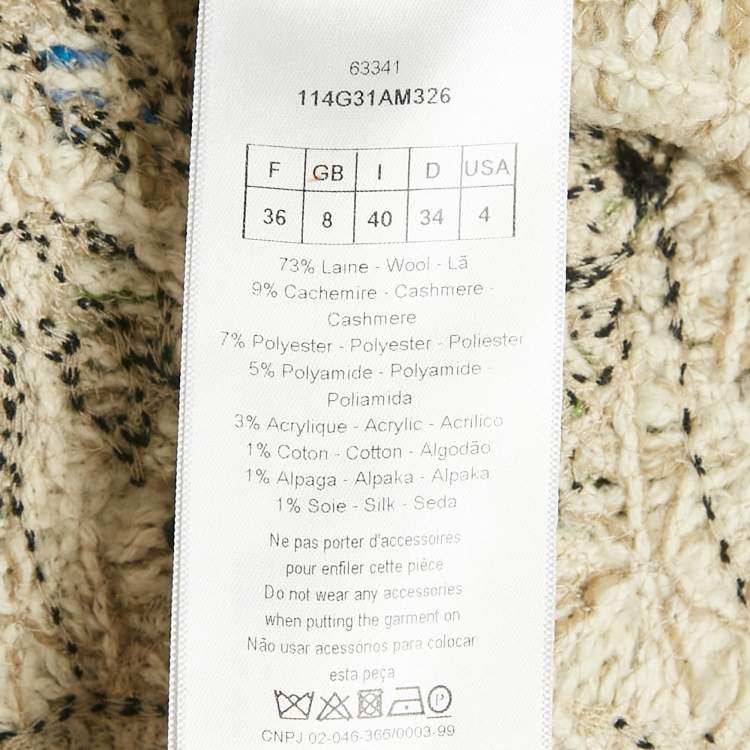 63341
114G31AM326
F GB I D USA
36 8 40 34 4
73% Laine - Wool - Lã
9% Cachemire - Cashmere -
Cashmere
7% Polyester - Polyester - Poliester
5% Polyamide - Polyamide -
Poliamida
3% Acrylique - Acrylic - Acrílico
1% Coton - Cotton - Algodão
1% Alpaga - Alpaka - Alpaka
1% Soie - Silk - Seda
Ne pas porter d'accessoires
pour enfiler cette pièce
Do not wear any accessories
when putting the garment on
Não usar acessórios para colocar
esta peça
P
CNPJ 02-046-366/0003-99